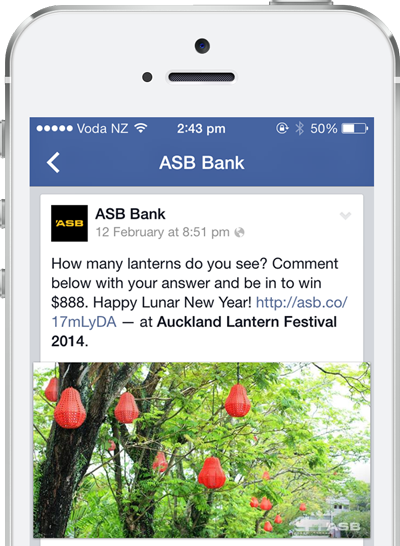 Voda NZ 2:43 pm 50%
ASB Bank
ASB
ASB Bank
12 February at 8:51 pm
How many lanterns do you see? Comment
below with your answer and be in to win
$888. Happy Lunar New Year! http://asb.co/
17mLyDA — at Auckland Lantern Festival
2014.
ASB